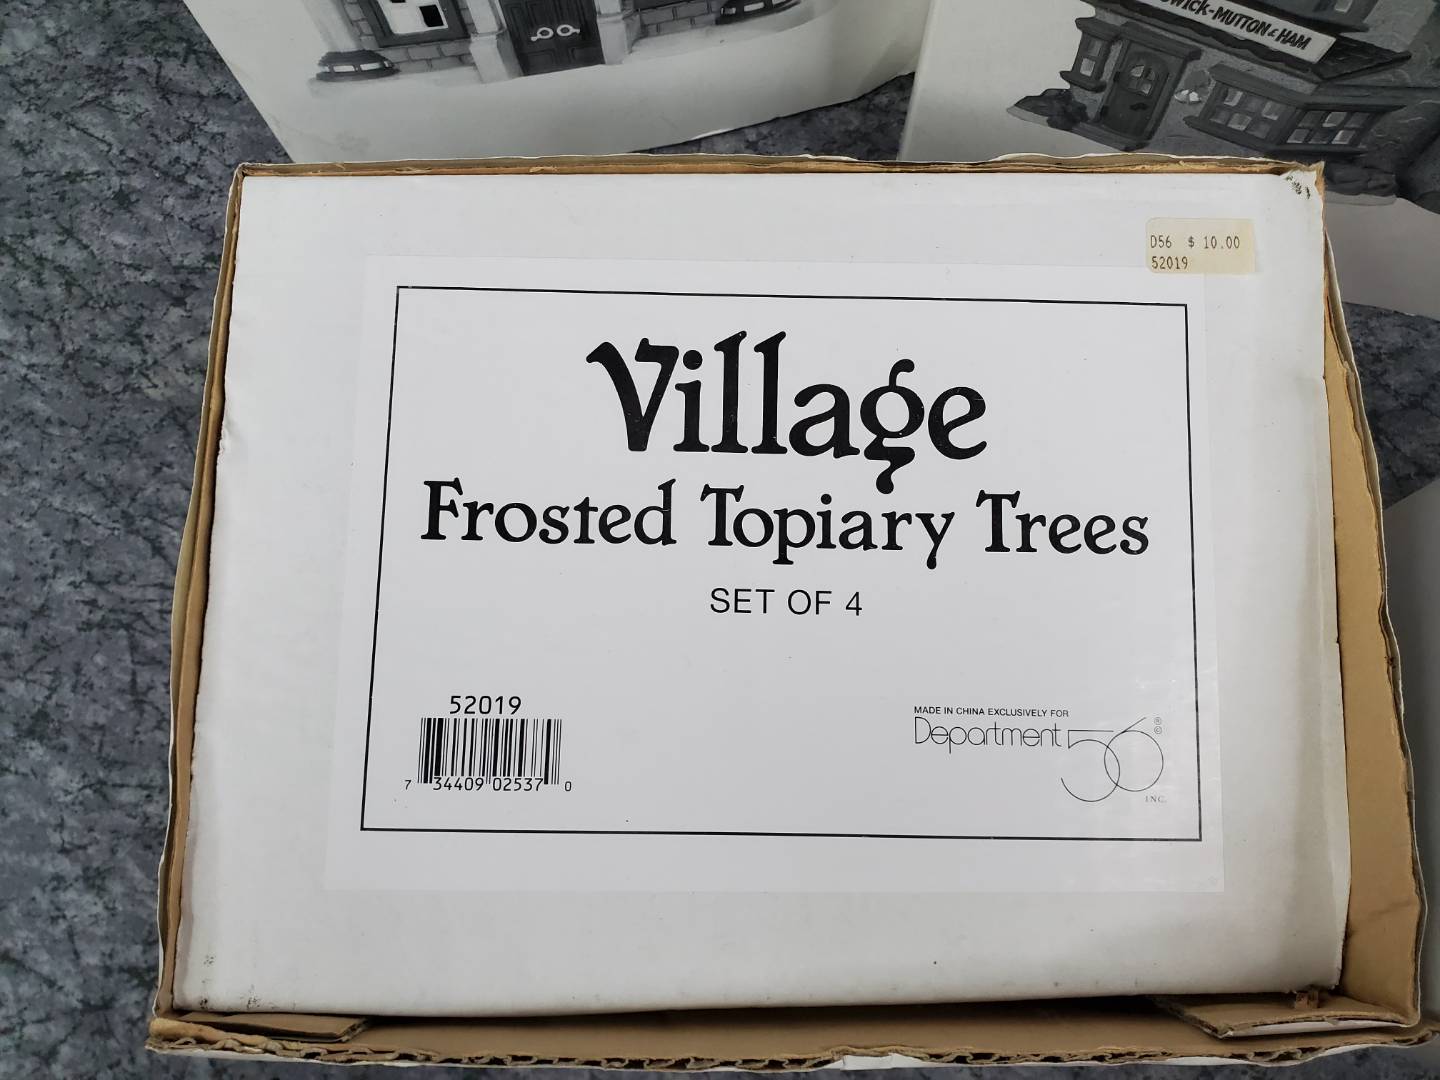 MUTTON & HAM
D56 $ 10.00
52019
Village
Frosted Topiary Trees
SET OF 4
52019
7 34409 02537 0
MADE IN CHINA EXCLUSIVELY FOR
Department 56 ® ©
INC.